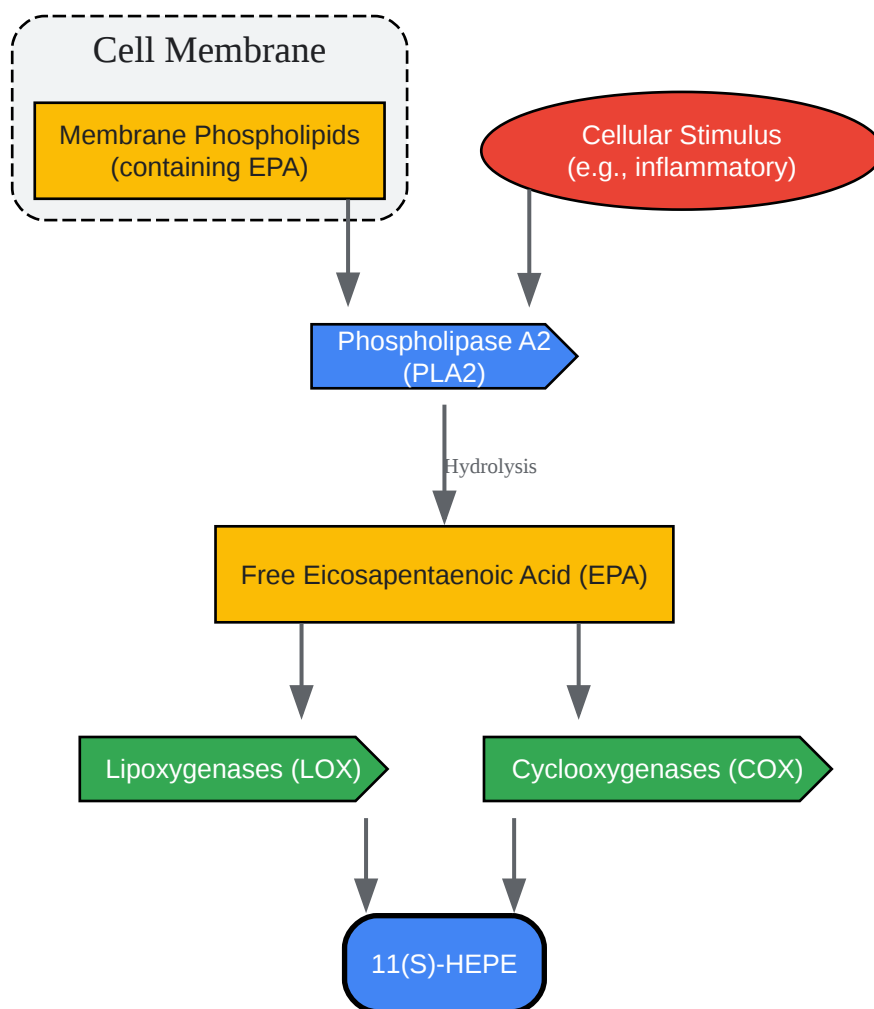 Cell Membrane
Membrane Phospholipids
(containing EPA)
Cellular Stimulus
(e.g., inflammatory)
Phospholipase A2
(PLA2)
Hydrolysis
Free Eicosapentaenoic Acid (EPA)
Lipoxygenases (LOX)
Cyclooxygenases (COX)
11(S)-HEPE